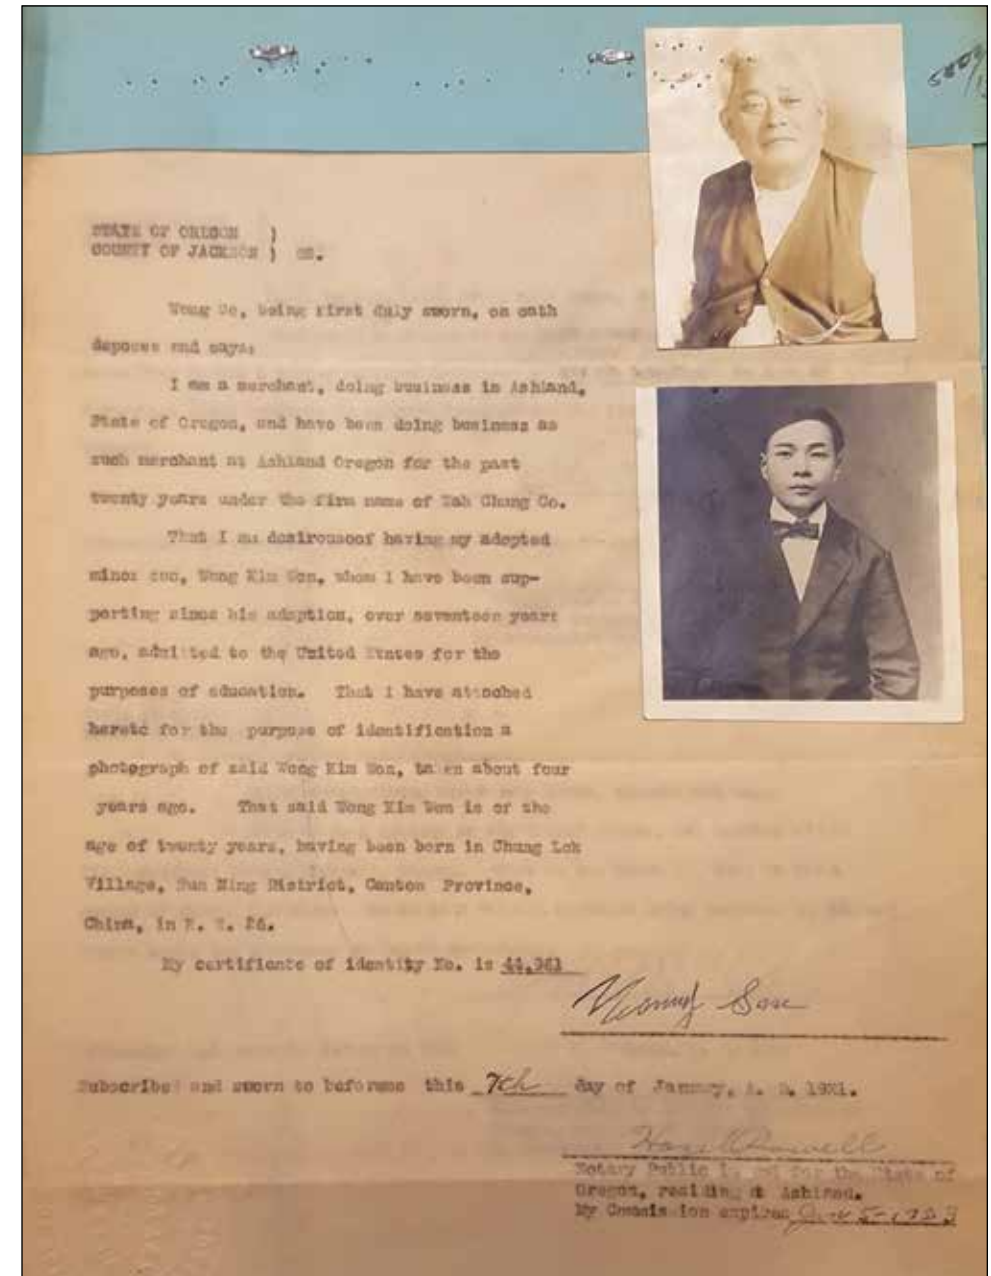 STATE OF OREGON )
COUNTY OF JACKSON ) SS.
Wong So, being first duly sworn, on oath
deposes and says:
I am a merchant, doing business in Ashland,
State of Oregon, and have been doing business as
such merchant at Ashland Oregon for the past
twenty years under the firm name of Wah Chung Co.
That I am desirousof having my adopted
minor son, Wong Kim Won, whom I have been sup-
porting since his adoption, over seventeen years
ago, admitted to the United States for the
purposes of education. That I have attached
hereto for the purpose of identification a
photograph of said Wong Kim Won, taken about four
years ago. That said Wong Kim Won is of the
age of twenty years, having been born in Chung Lok
Village, Sun Ning District, Canton Province,
China, in K. S. 26.
My certificate of identity No. is 44,961
Subscribed and sworn to beforeme this 7th day of January, A. D. 1921.
Notary Public in and for the State of
Oregon, residing at Ashland.
My Commission expires